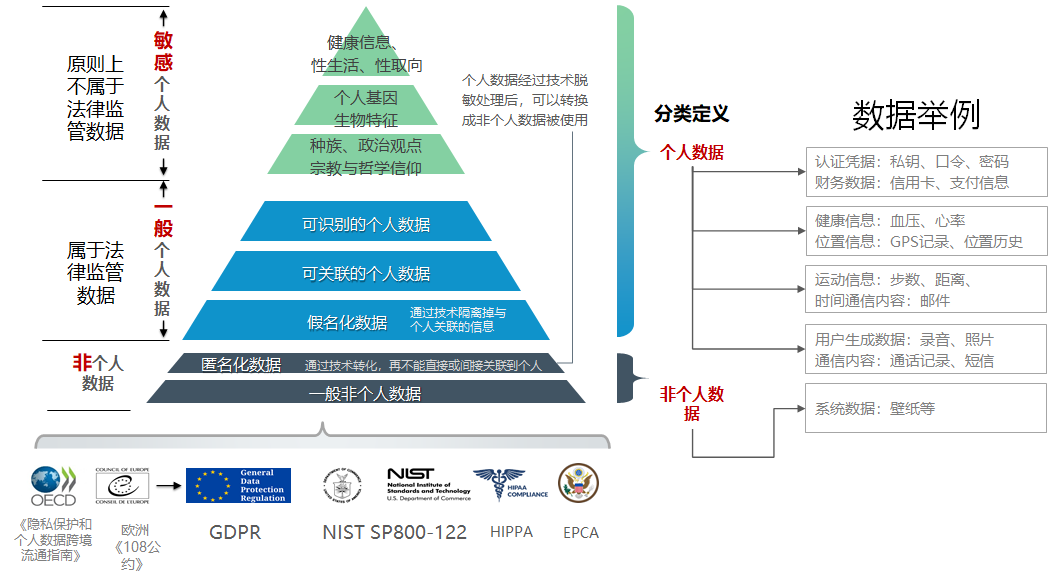 原则上
不属于
法律监
管数据
敏感个人数据
属于法
律监管
数据
一般个人数据
非个人
数据
健康信息、
性生活、性取向
个人基因
生物特征
种族、政治观点
宗教与哲学信仰
可识别的个人数据
可关联的个人数据
假名化数据
通过技术隔离掉与
个人关联的信息
匿名化数据
通过技术转化，再不能直接或间接关联到个人
一般非个人数据
个人数据经过技术脱
敏处理后，可以转换
成非个人数据被使用
分类定义
个人数据
非个人数
据
数据举例
认证凭据：私钥、口令、密码
财务数据：信用卡、支付信息
健康信息：血压、心率
位置信息：GPS记录、位置历史
运动信息：步数、距离、
时间通信内容：邮件
用户生成数据：录音、照片
通信内容：通话记录、短信
系统数据：壁纸等
OECD
《隐私保护和
个人数据跨境
流通指南》
COUNCIL OF EUROPE
CONSEIL DE L'EUROPE
欧洲
《108公
约》
General
Data
Protection
Regulation
GDPR
NIST
National Institute of
Standards and Technology
U.S. Department of Commerce
NIST SP800-122
HIPAA
COMPLIANCE
HIPPA
EPCA